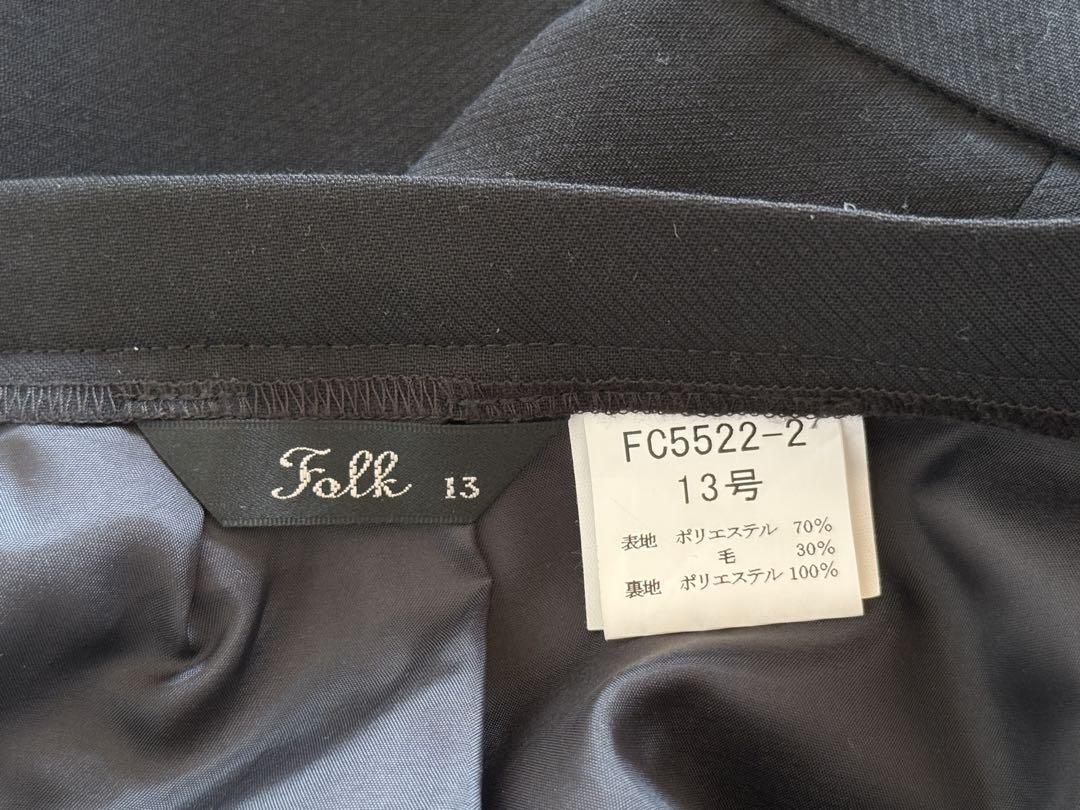 Folk 13
FC5522-2
13号
表地 ポリエステル 70%
毛 30%
裏地 ポリエステル 100%